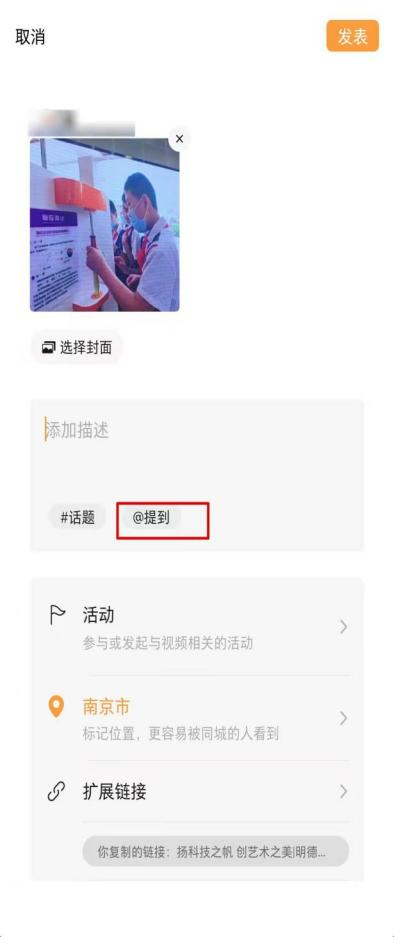 取消
发表
选择封面
添加描述
#话题
@提到
活动
参与或发起与视频相关的活动
南京市
标记位置，更容易被同城的人看到
扩展链接
你复制的链接：扬科技之帆 创艺术之美|明德...